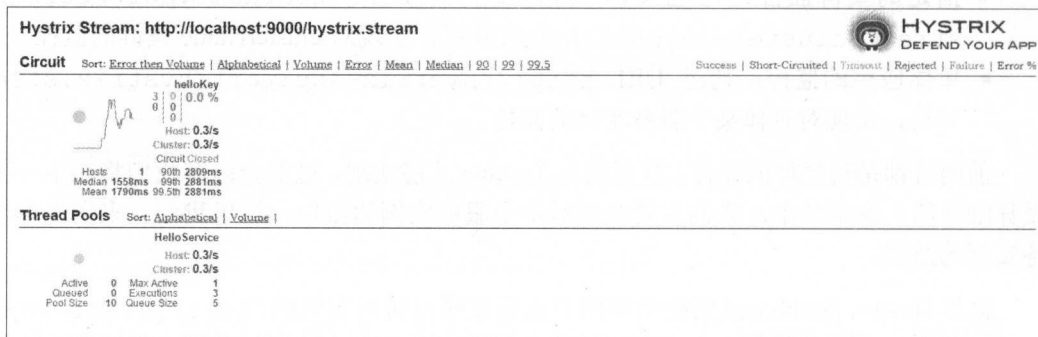 Hystrix Stream: http://localhost:9000/hystrix.stream
HYSTRIX
DEFEND YOUR APP
Circuit Sort: Error then Volume | Alphabetical | Volume | Error | Mean | Median | 90 | 99 | 99.5
Success | Short-Circuited | Timeout | Rejected | Failure | Error %
helloKey
3 | 0 | 0.0 %
0 | 0
0
Host: 0.3/s
Cluster: 0.3/s
Circuit Closed
Hosts 1 90th 2809ms
Median 1558ms 99th 2881ms
Mean 1790ms 99.5th 2881ms
Thread Pools Sort: Alphabetical | Volume |
HelloService
Host: 0.3/s
Cluster: 0.3/s
Active 0 Max Active 1
Queued 0 Executions 3
Pool Size 10 Queue Size 5